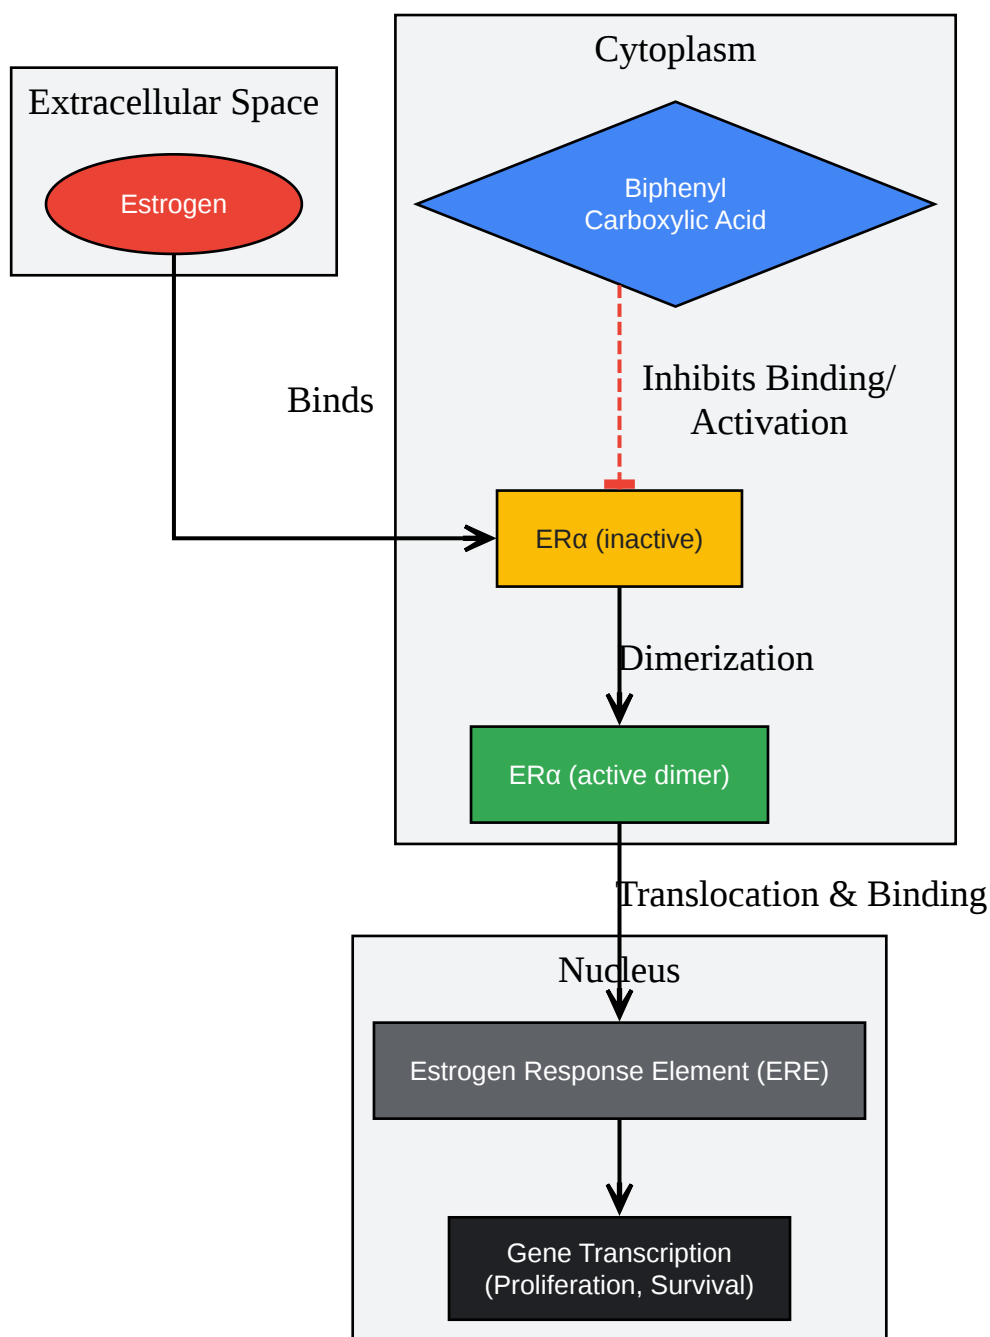 Cytoplasm
Extracellular Space
Estrogen
Biphenyl
Carboxylic Acid
Binds
Inhibits Binding/
Activation
ERα (inactive)
Dimerization
ERα (active dimer)
Translocation & Binding
Nucleus
Estrogen Response Element (ERE)
Gene Transcription
(Proliferation, Survival)